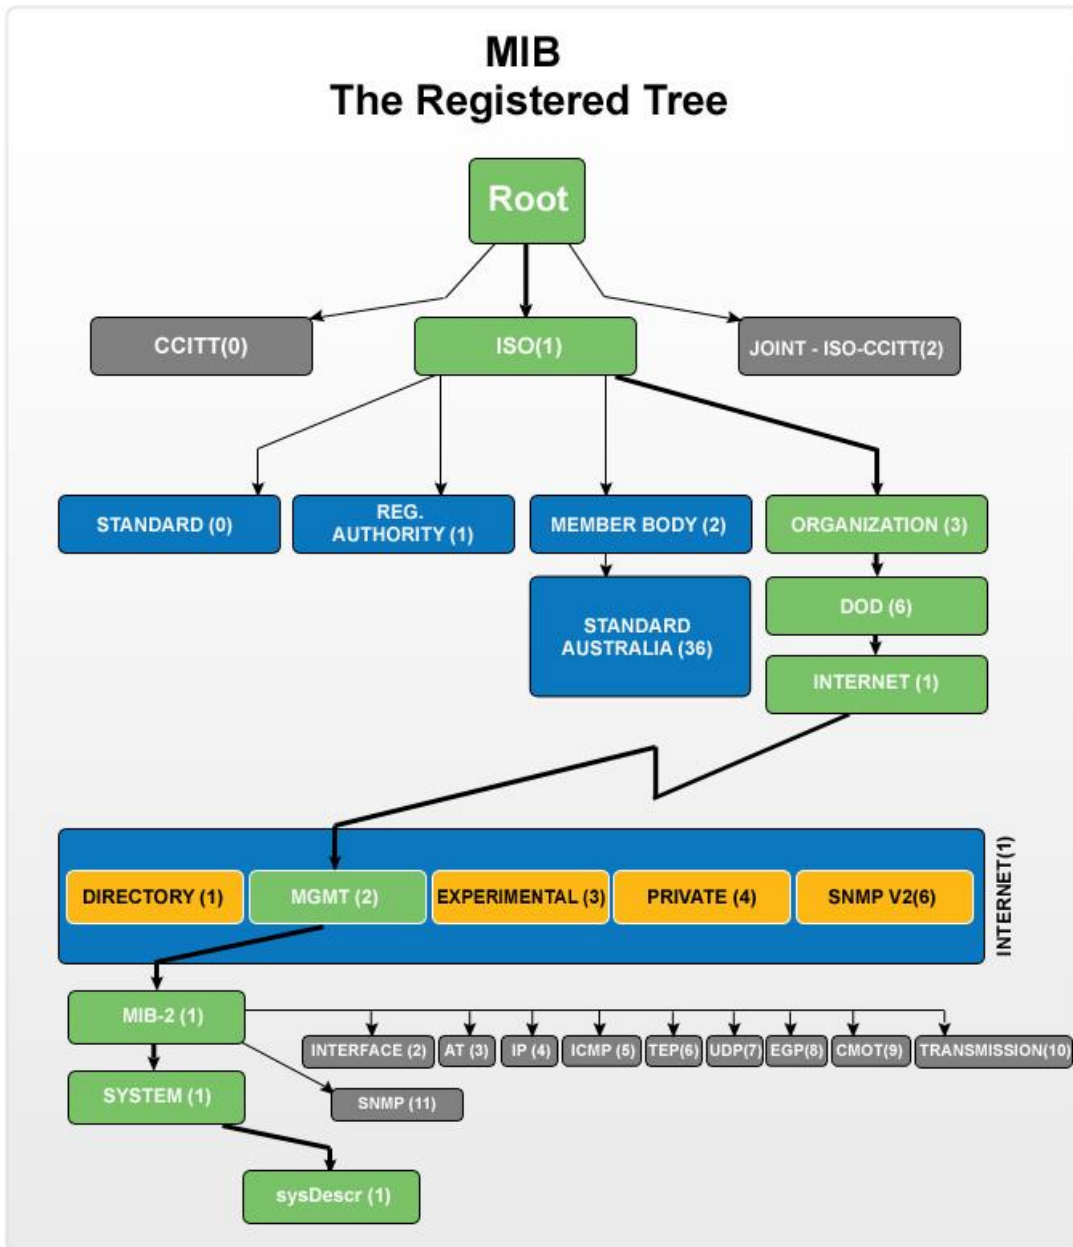 MIB
The Registered Tree
Root
CCITT(0)
ISO(1)
JOINT - ISO-CCITT(2)
STANDARD (0)
REG.
AUTHORITY (1)
MEMBER BODY (2)
ORGANIZATION (3)
STANDARD
AUSTRALIA (36)
DOD (6)
INTERNET (1)
DIRECTORY (1)
MGMT (2)
EXPERIMENTAL (3)
PRIVATE (4)
SNMP V2(6)
INTERNET(1)
MIB-2 (1)
INTERFACE (2)
AT (3)
IP (4)
ICMP (5)
TEP(6)
UDP(7)
EGP(8)
CMOT(9)
TRANSMISSION(10)
SYSTEM (1)
SNMP (11)
sysDescr (1)